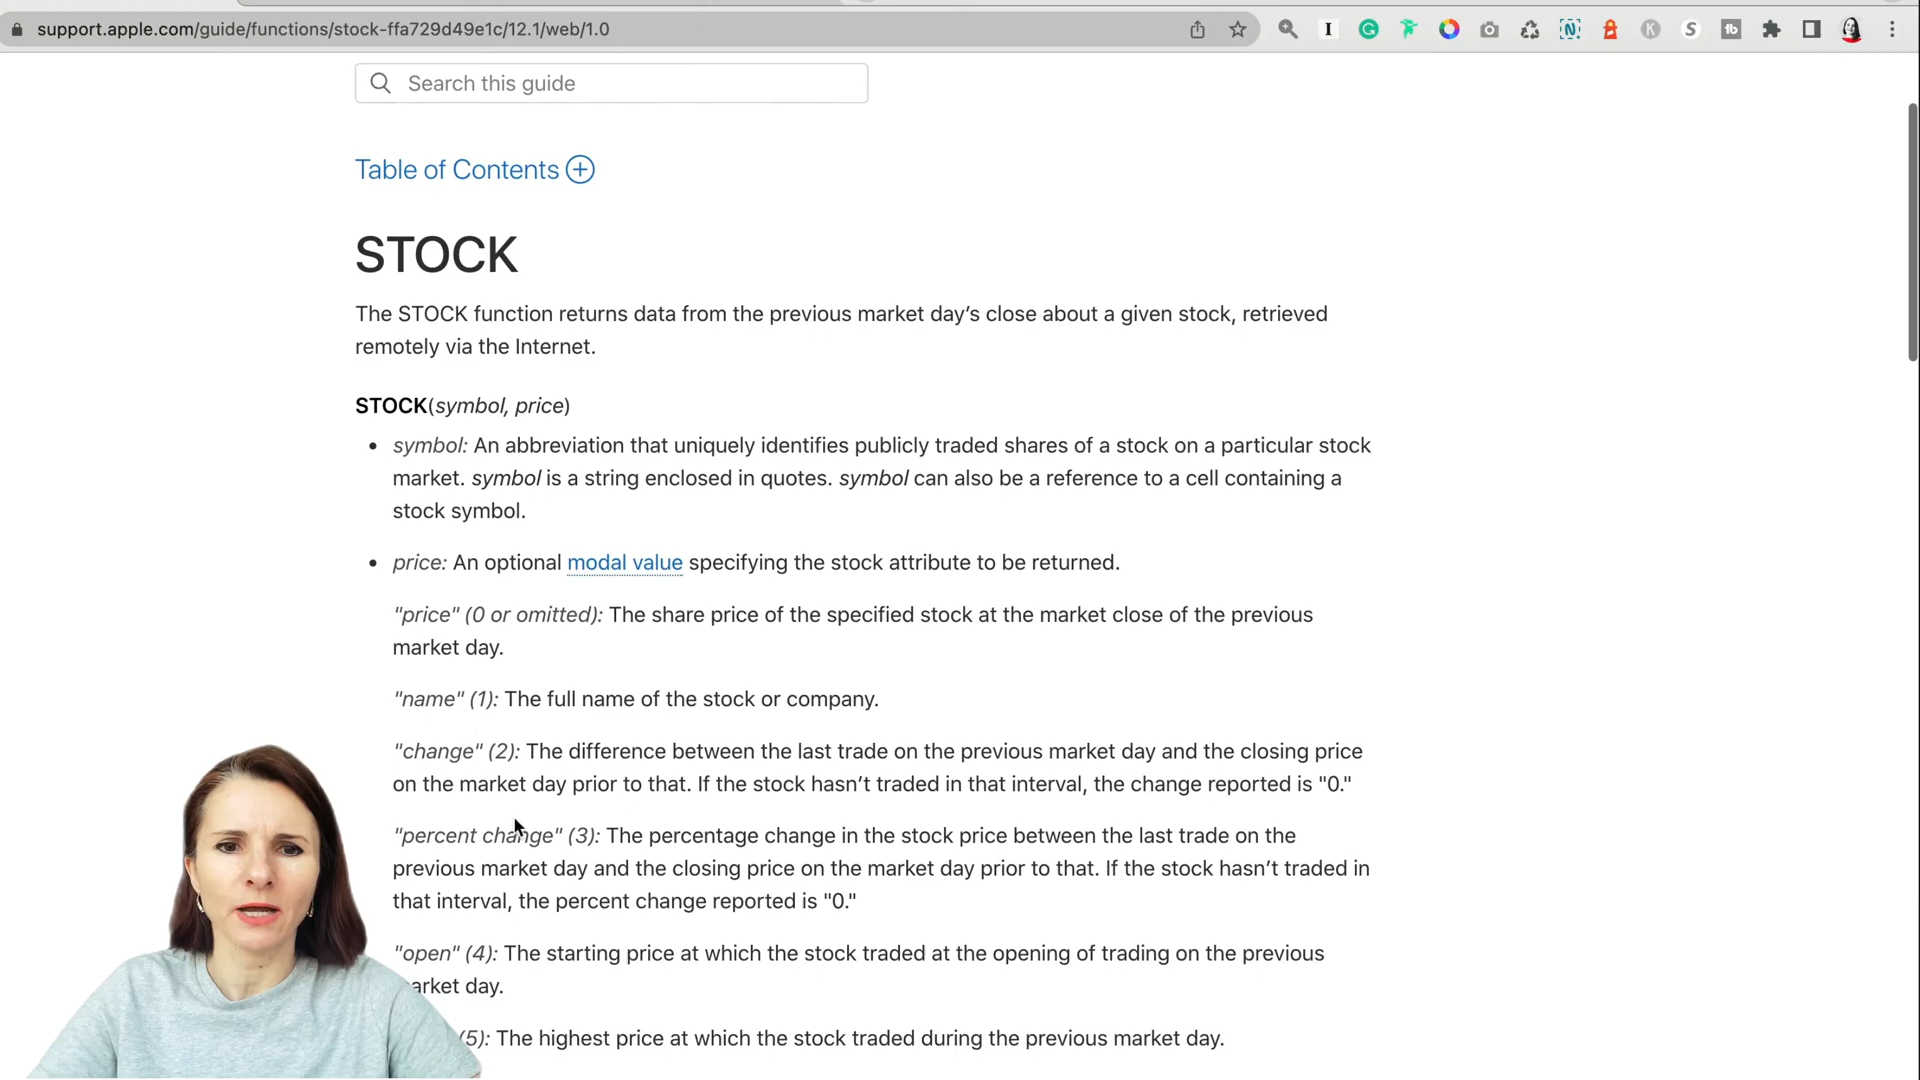 support.apple.com/guide/functions/stock-ffa729d49e1c/12.1/web/1.0
Search this guide
Table of Contents
STOCK
The STOCK function returns data from the previous market day’s close about a given stock, retrieved
remotely via the Internet.
STOCK(symbol, price)
symbol: An abbreviation that uniquely identifies publicly traded shares of a stock on a particular stock
market. symbol is a string enclosed in quotes. symbol can also be a reference to a cell containing a
stock symbol.
price: An optional modal value specifying the stock attribute to be returned.
"price" (0 or omitted): The share price of the specified stock at the market close of the previous
market day.
"name" (1): The full name of the stock or company.
"change" (2): The difference between the last trade on the previous market day and the closing price
on the market day prior to that. If the stock hasn’t traded in that interval, the change reported is "0."
"percent change" (3): The percentage change in the stock price between the last trade on the
previous market day and the closing price on the market day prior to that. If the stock hasn’t traded in
that interval, the percent change reported is "0."
"open" (4): The starting price at which the stock traded at the opening of trading on the previous
arket day.
(5): The highest price at which the stock traded during the previous market day.